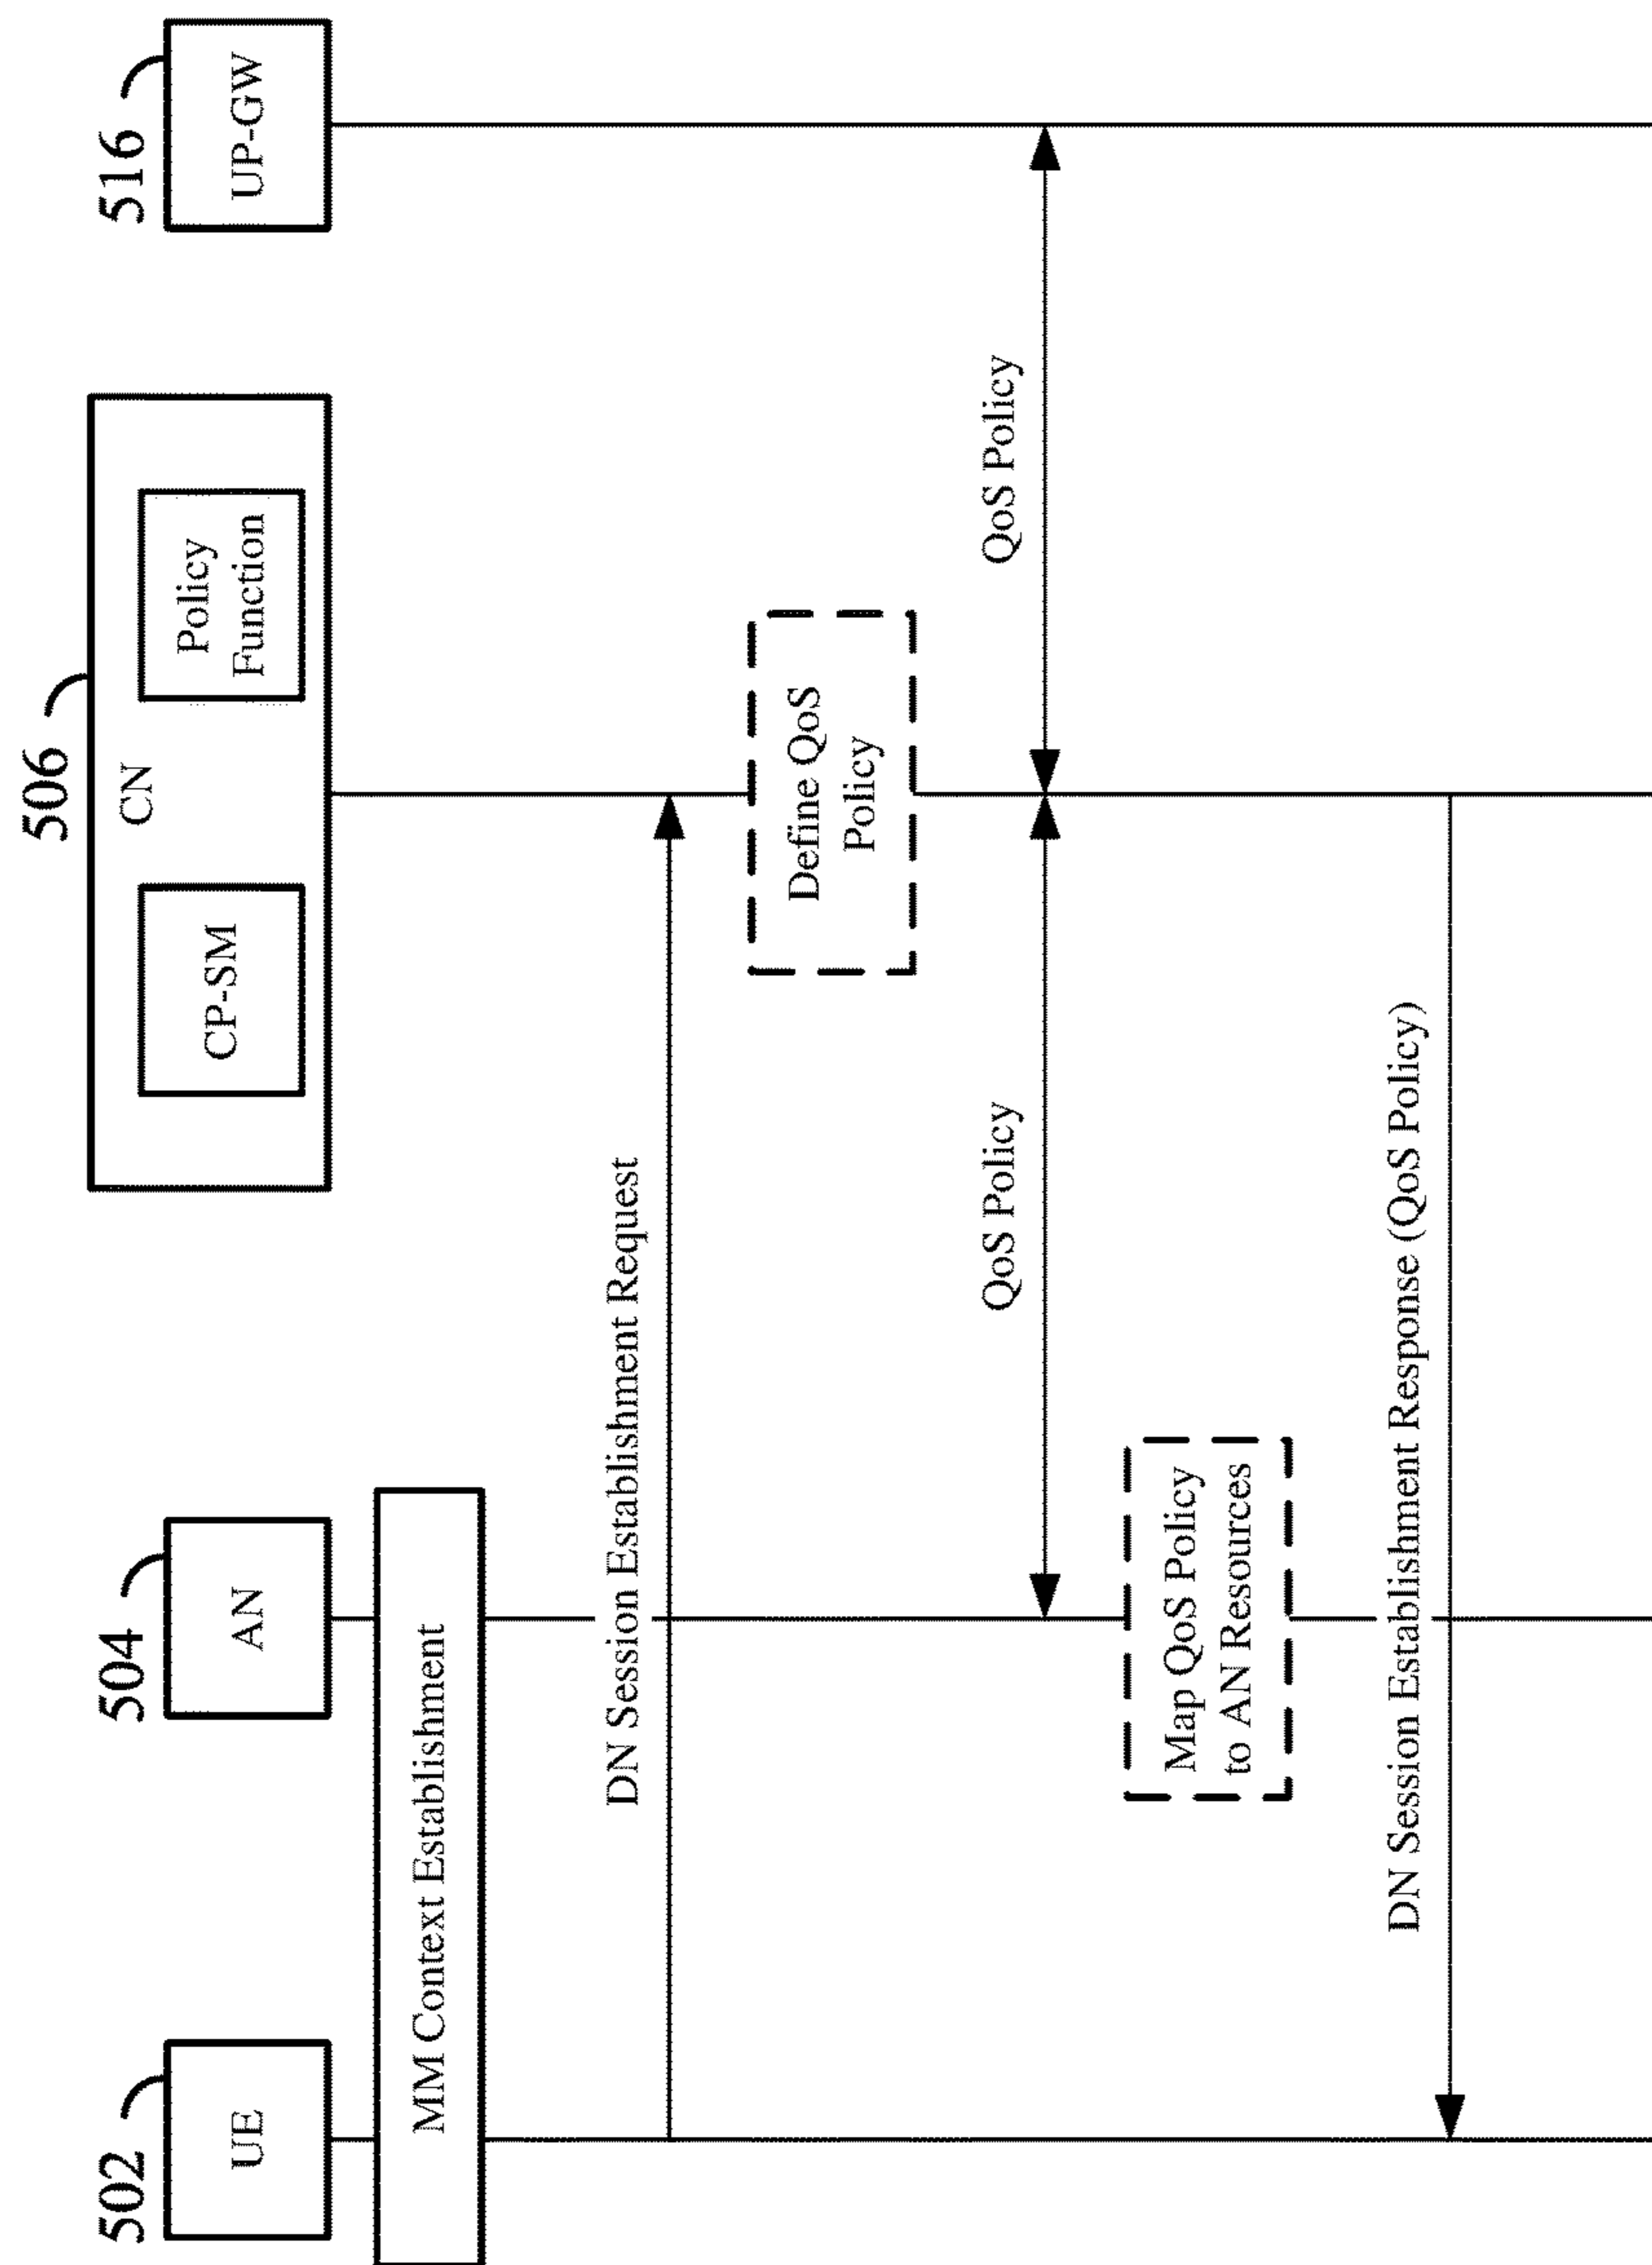 502
504
506
516
UE
AN
CN
CP-SM
Policy
Function
UP-GW
MM Context Establishment
DN Session Establishment Request
Define QoS
Policy
QoS Policy
QoS Policy
Map QoS Policy
to AN Resources
DN Session Establishment Response (QoS Policy)